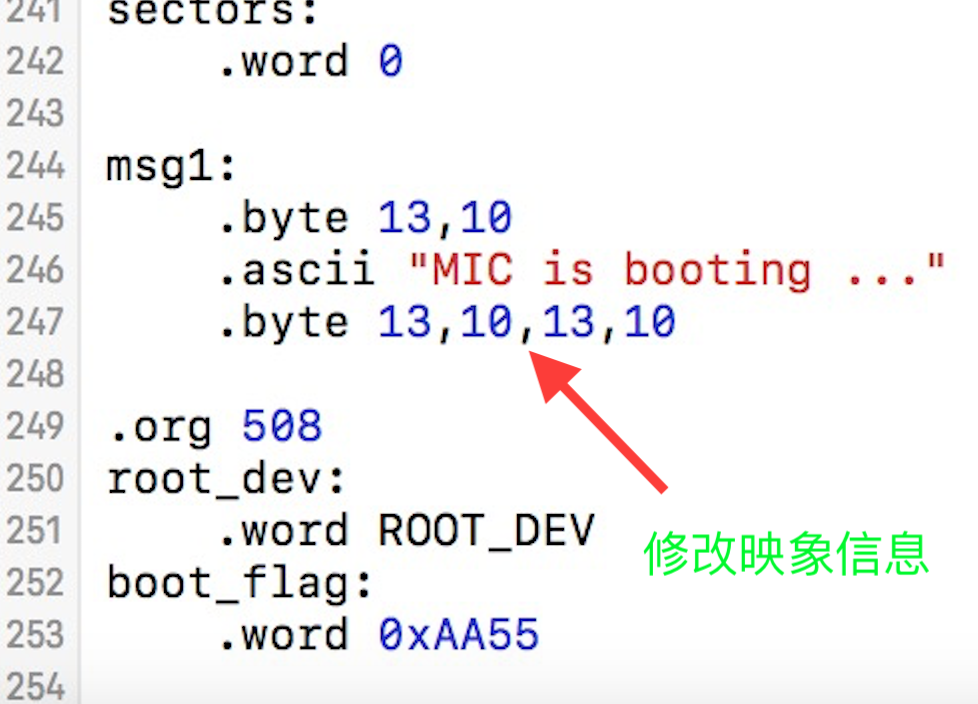 241 sectors:
242 .word 0
243
244 msg1:
245 .byte 13,10
246 .ascii "MIC is booting ..."
247 .byte 13,10,13,10
248
249 .org 508
250 root_dev:
251 .word ROOT_DEV
修改映象信息
252 boot_flag:
253 .word 0xAA55
254